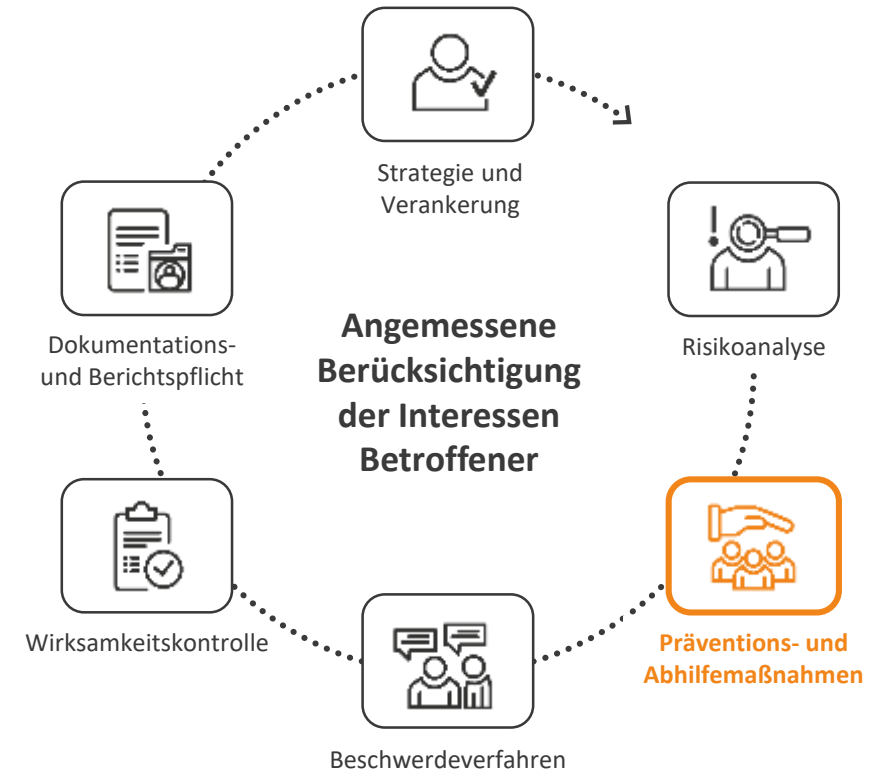 Strategie und
Verankerung
Risikoanalyse
Präventions- und
Abhilfemaßnahmen
Beschwerdeverfahren
Wirksamkeitskontrolle
Dokumentations-
und Berichtspflicht
Angemessene
Berücksichtigung
der Interessen
Betroffener